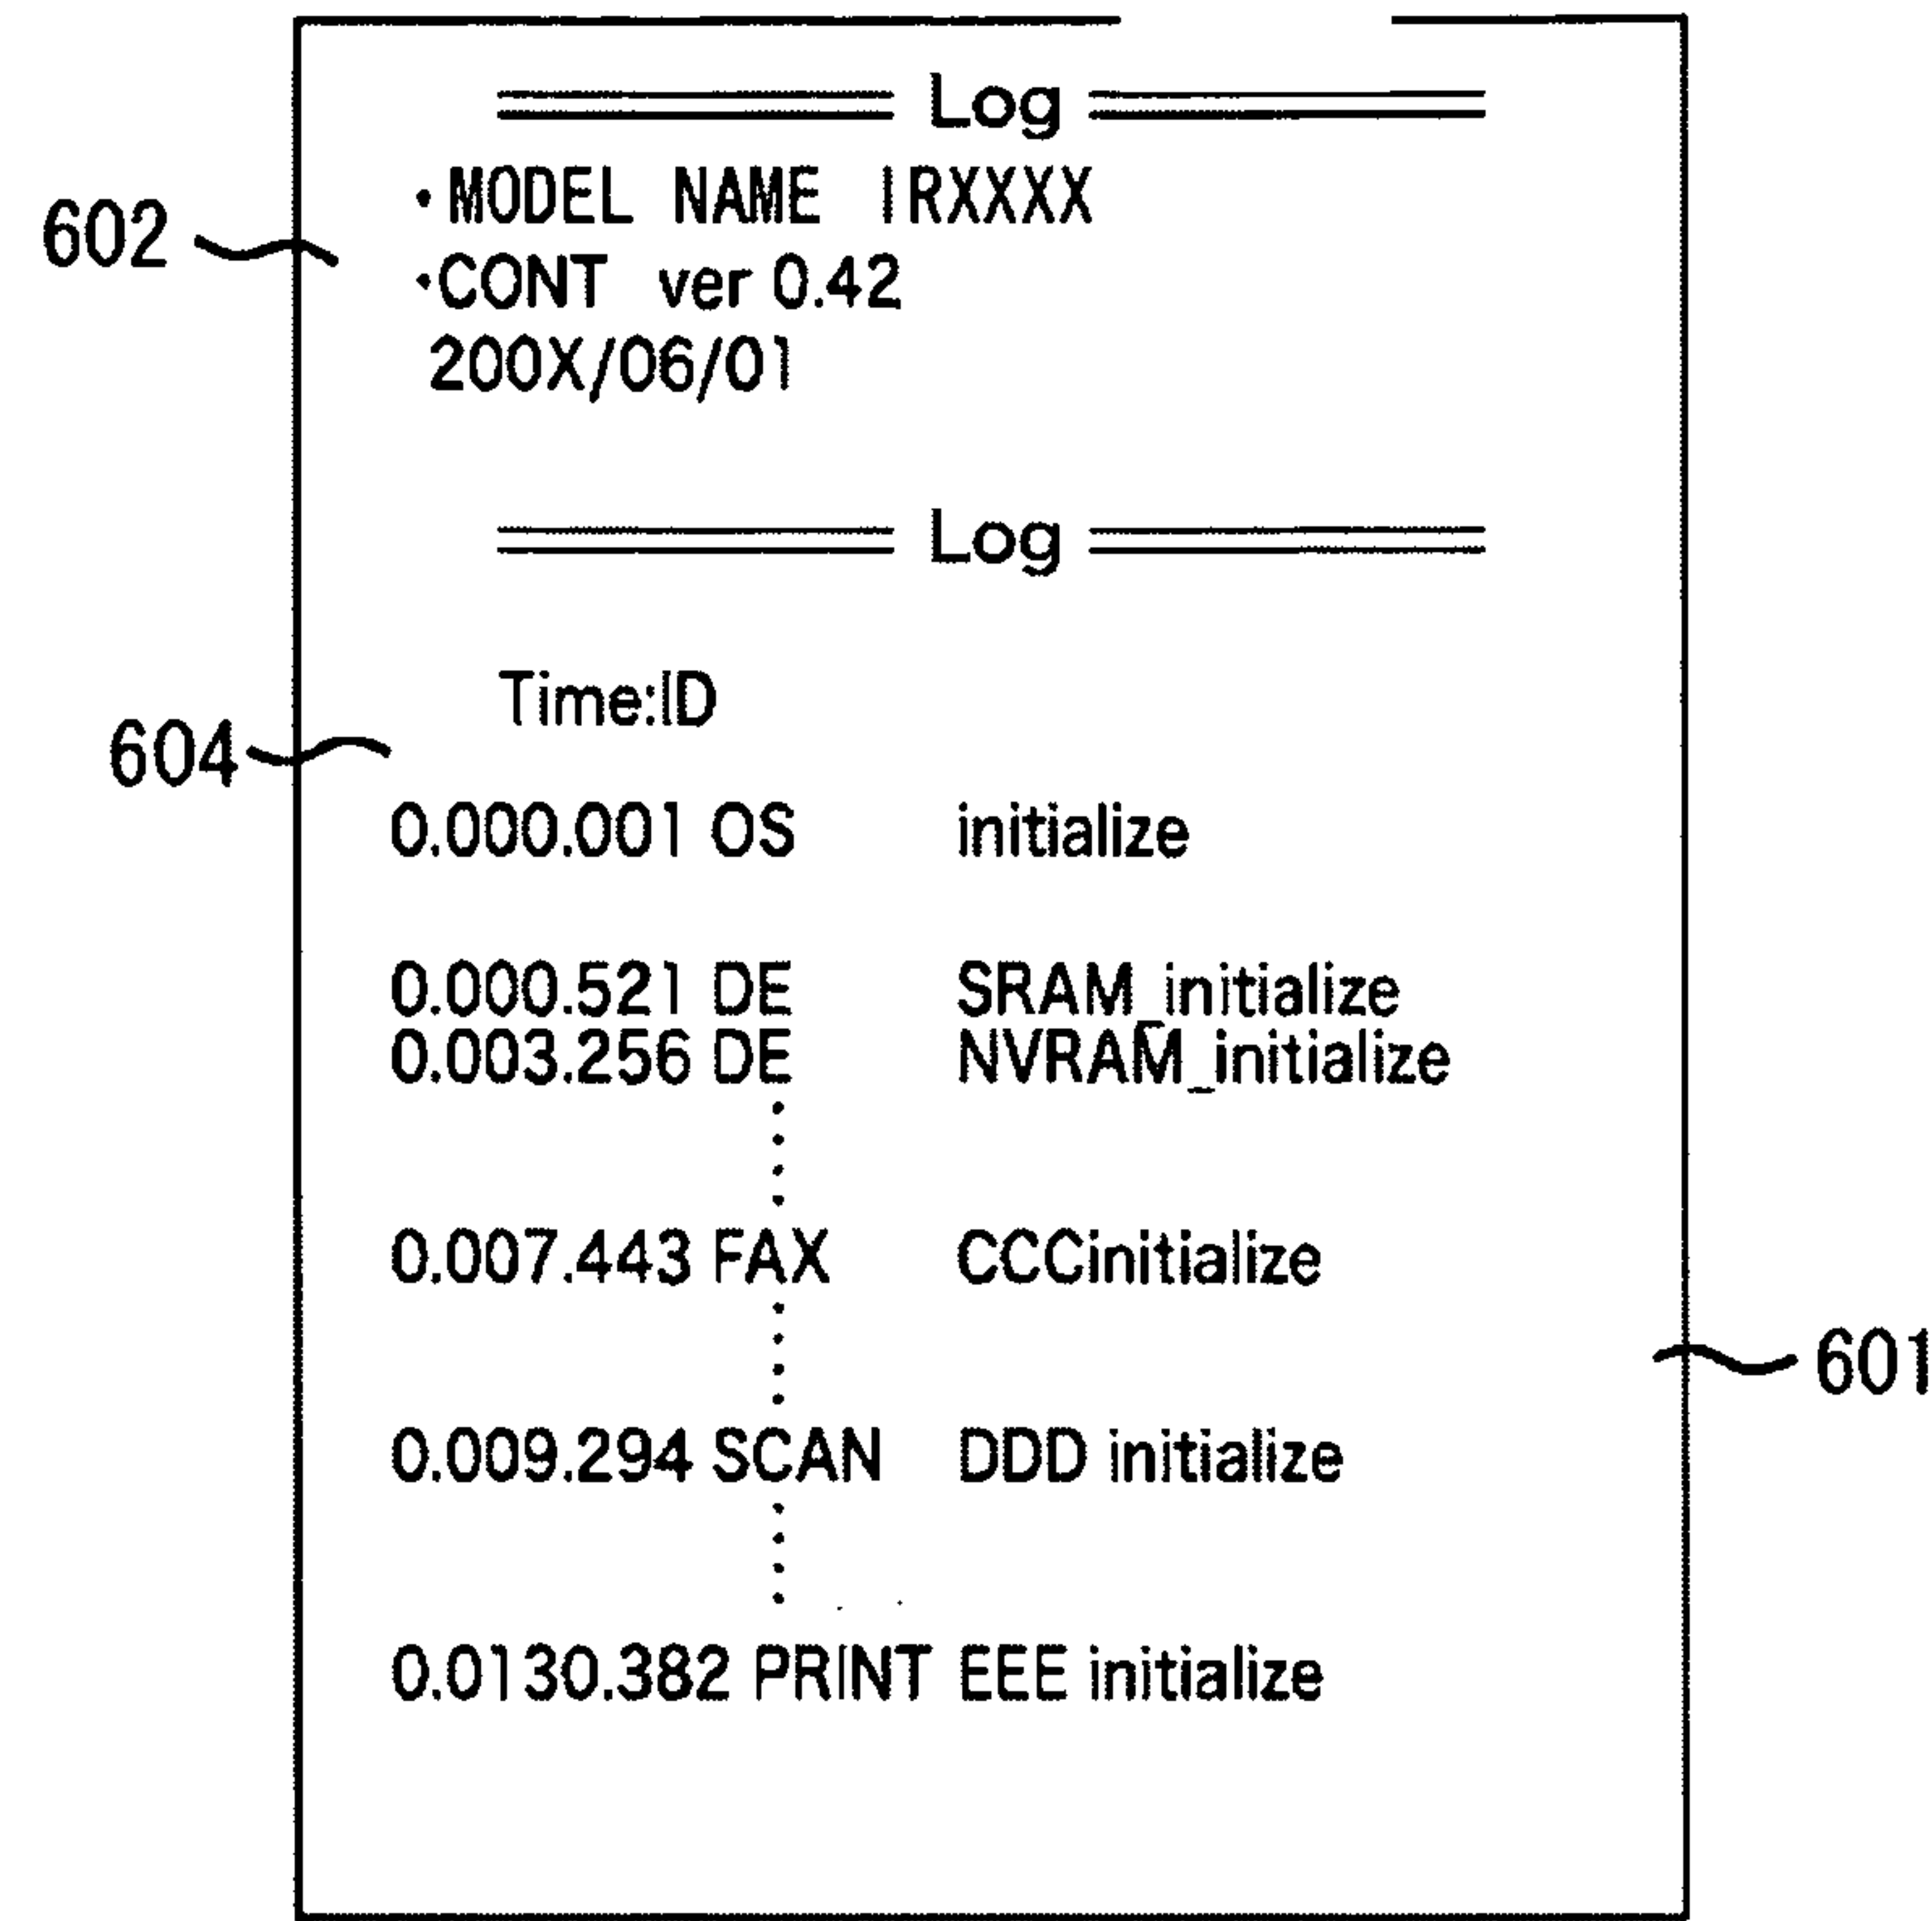 Log
·MODEL NAME IRXXXX
602
·CONT ver 0.42
200X/06/01
Log
Time:ID
604
0.000.001 OS initialize
0.000.521 DE SRAM_initialize
0.003.256 DE NVRAM_initialize
0.007.443 FAX CCCinitialize
601
0.009.294 SCAN DDD initialize
0.0130.382 PRINT EEE initialize